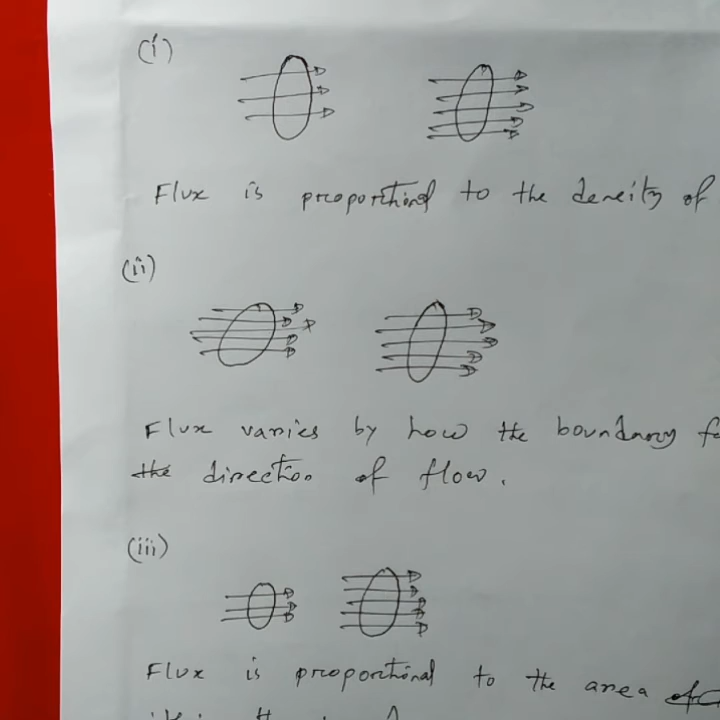 (i)
Flux is proportional to the density of
(ii)
Flux varies by how the boundary fa
the direction of flow.
(iii)
Flux is proportional to the area